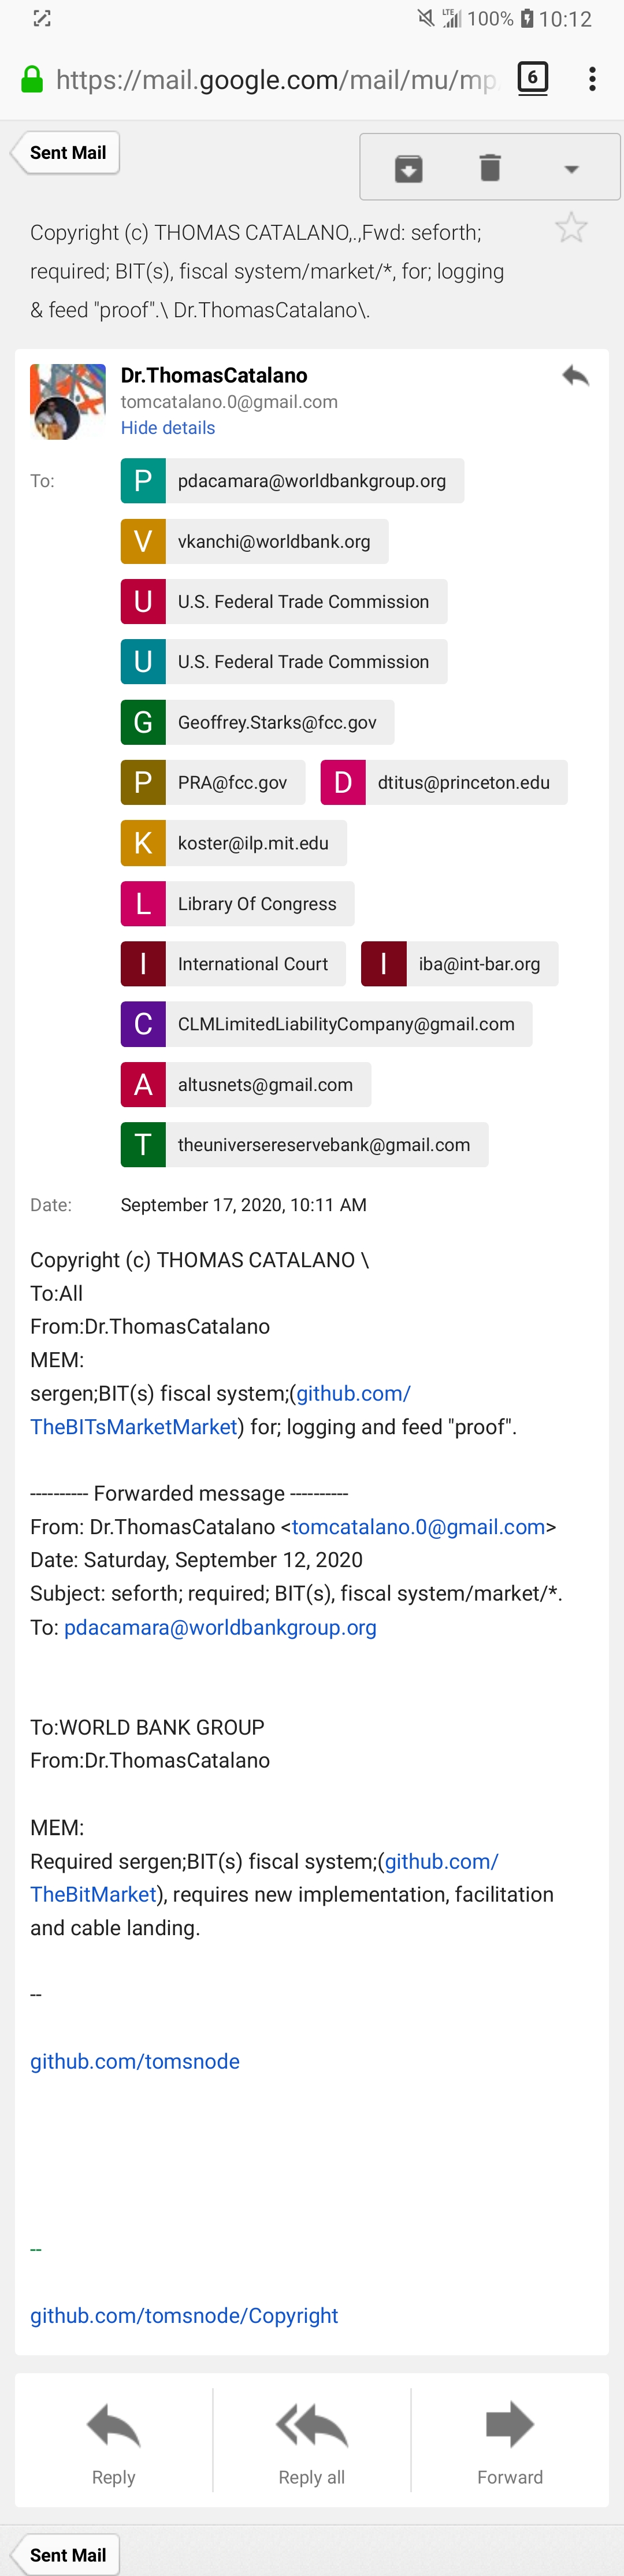 LTE 100% 10:12
https://mail.google.com/mail/mu/mp 6
Sent Mail
Copyright (c) THOMAS CATALANO,.,Fwd: seforth;
required; BIT(s), fiscal system/market/*, for; logging
& feed "proof".\ Dr.ThomasCatalano\.
Dr.ThomasCatalano
tomcatalano.0@gmail.com
Hide details
To: P pdacamara@worldbankgroup.org
V vkanchi@worldbank.org
U U.S. Federal Trade Commission
U U.S. Federal Trade Commission
G Geoffrey.Starks@fcc.gov
P PRA@fcc.gov D dtitus@princeton.edu
K koster@ilp.mit.edu
L Library Of Congress
I International Court I iba@int-bar.org
C CLMLimitedLiabilityCompany@gmail.com
A altusnets@gmail.com
T theuniversereservebank@gmail.com
Date: September 17, 2020, 10:11 AM
Copyright (c) THOMAS CATALANO \
To:All
From:Dr.ThomasCatalano
MEM:
sergen;BIT(s) fiscal system;(github.com/
TheBITsMarketMarket) for; logging and feed "proof".
---------- Forwarded message ----------
From: Dr.ThomasCatalano <tomcatalano.0@gmail.com>
Date: Saturday, September 12, 2020
Subject: seforth; required; BIT(s), fiscal system/market/*.
To: pdacamara@worldbankgroup.org
To:WORLD BANK GROUP
From:Dr.ThomasCatalano
MEM:
Required sergen;BIT(s) fiscal system;(github.com/
TheBitMarket), requires new implementation, facilitation
and cable landing.
--
github.com/tomsnode
--
github.com/tomsnode/Copyright
Reply Reply all Forward
Sent Mail